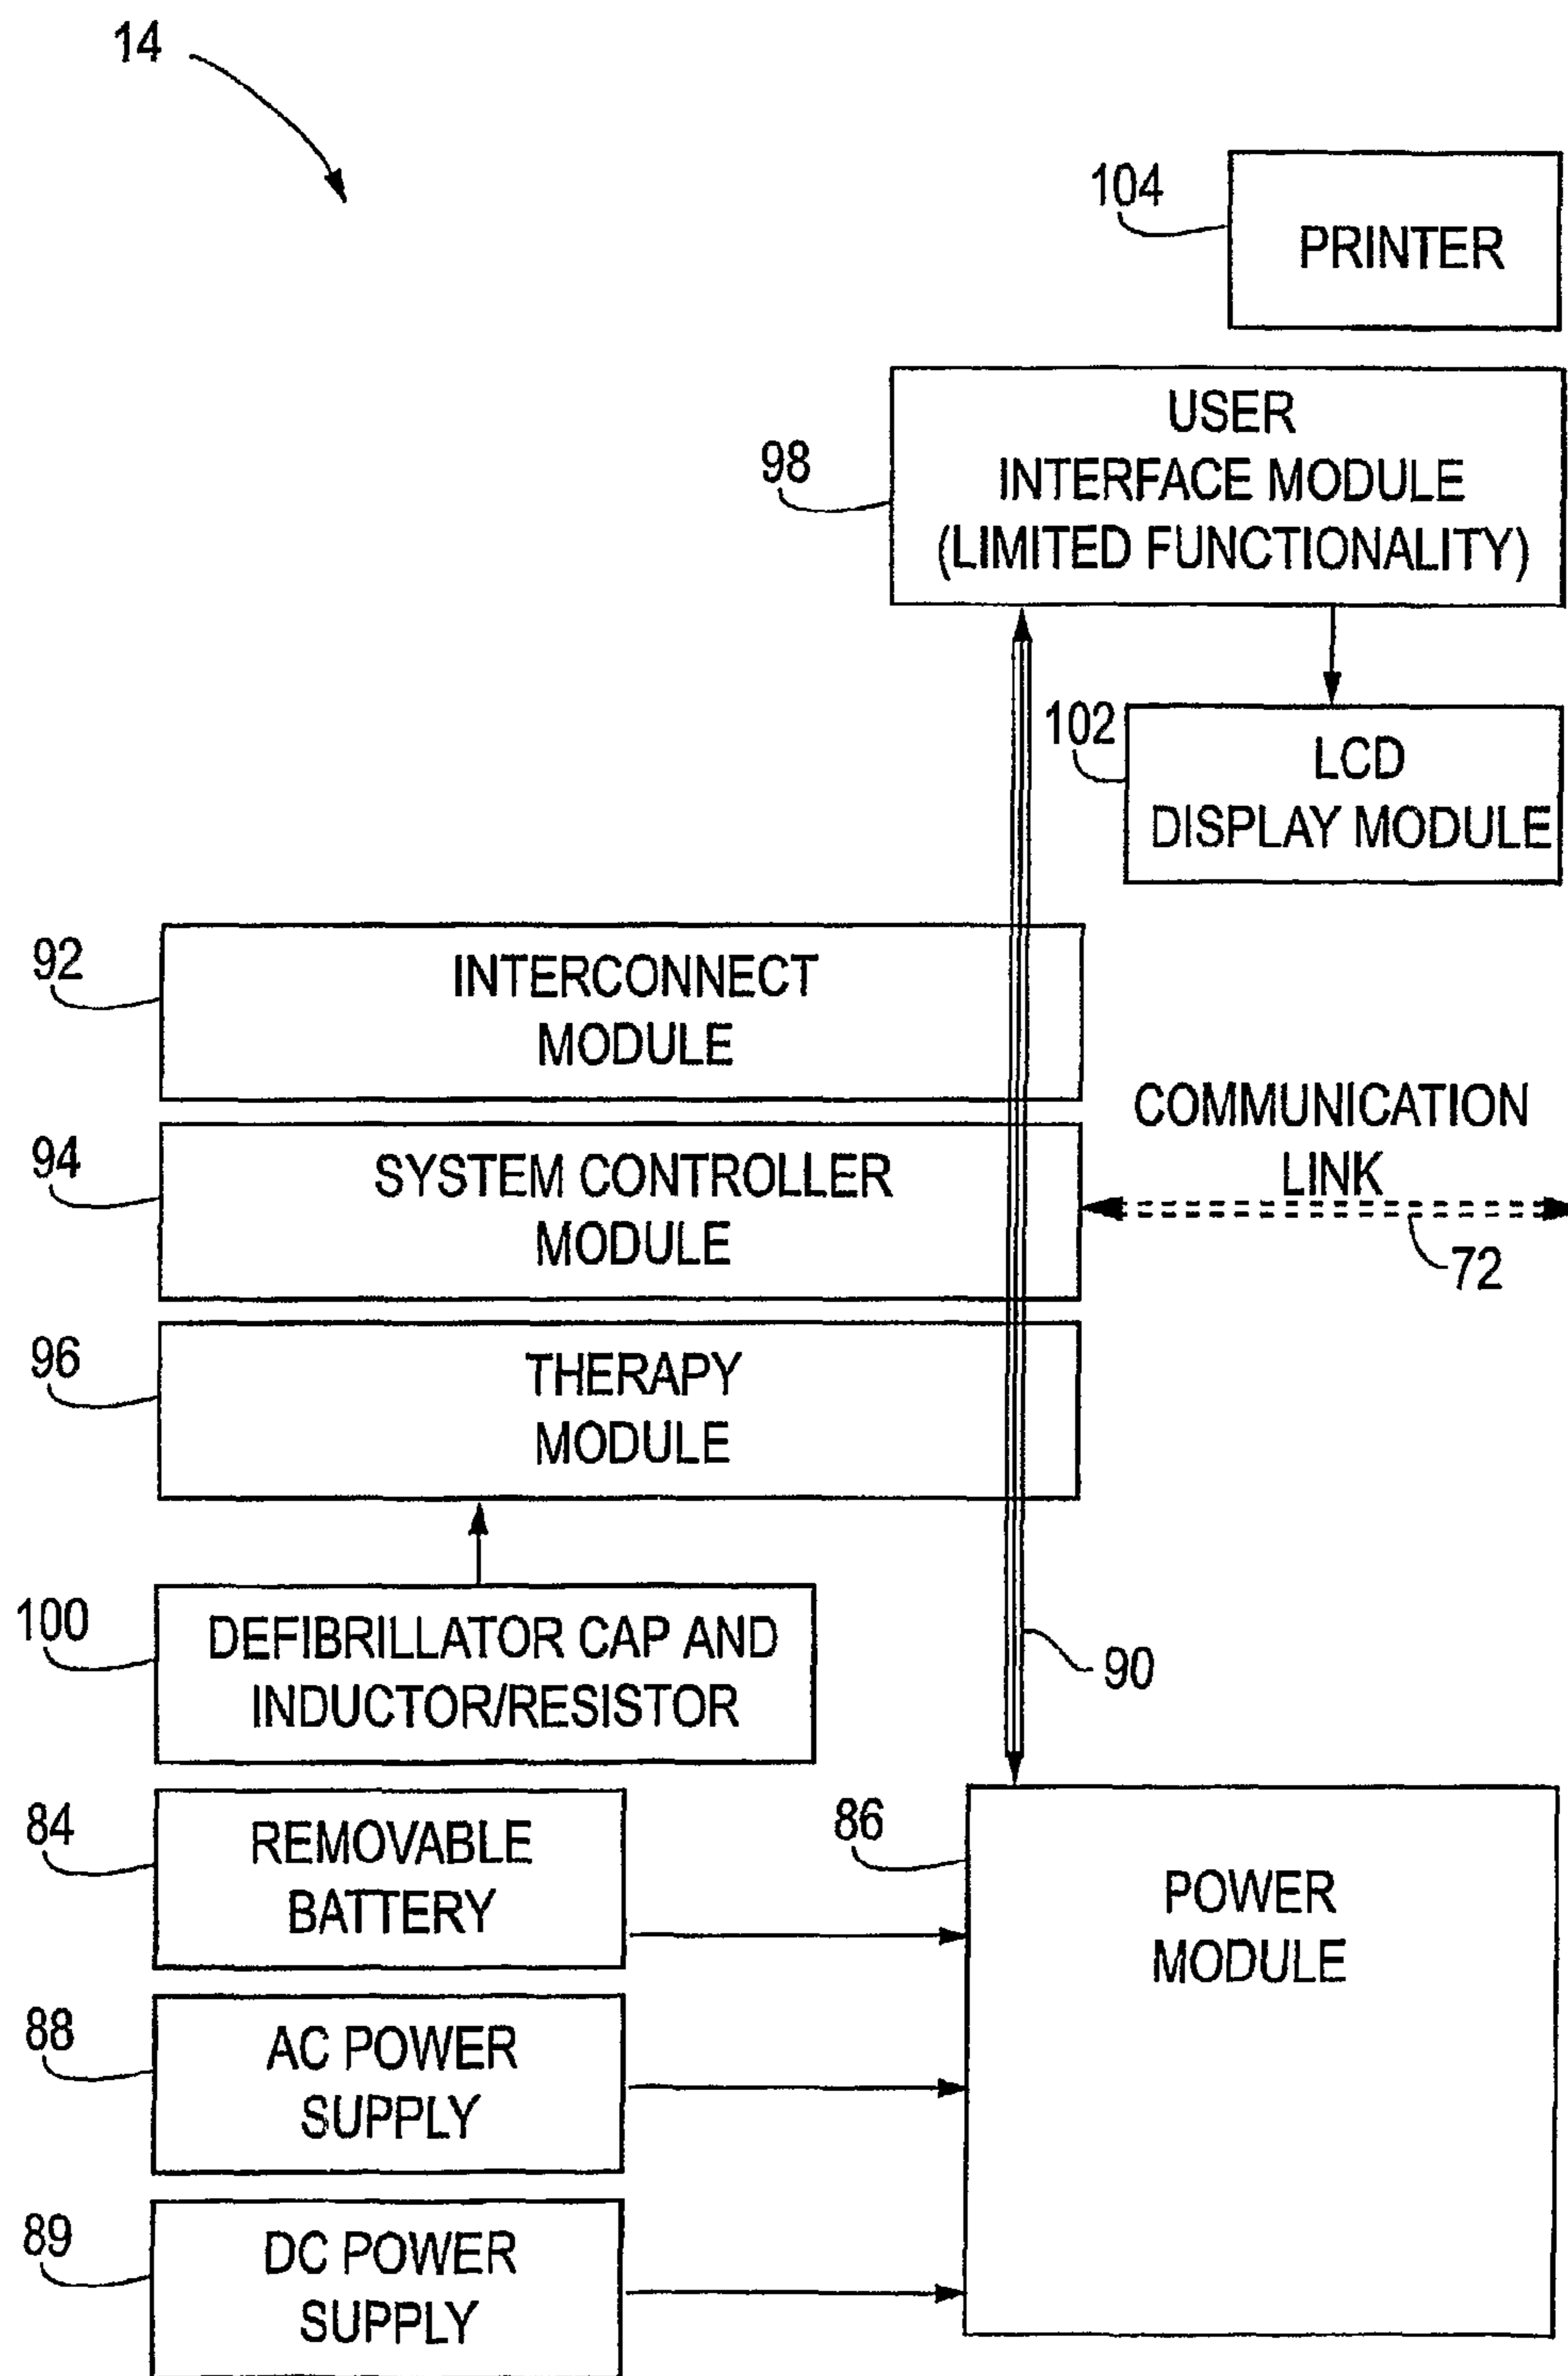 14
104
PRINTER
98
USER
INTERFACE MODULE
(LIMITED FUNCTIONALITY)
102
LCD
DISPLAY MODULE
92
INTERCONNECT
MODULE
94
SYSTEM CONTROLLER
MODULE
COMMUNICATION
LINK
72
96
THERAPY
MODULE
100
DEFIBRILLATOR CAP AND
INDUCTOR/RESISTOR
90
84
REMOVABLE
BATTERY
86
POWER
MODULE
88
AC POWER
SUPPLY
89
DC POWER
SUPPLY